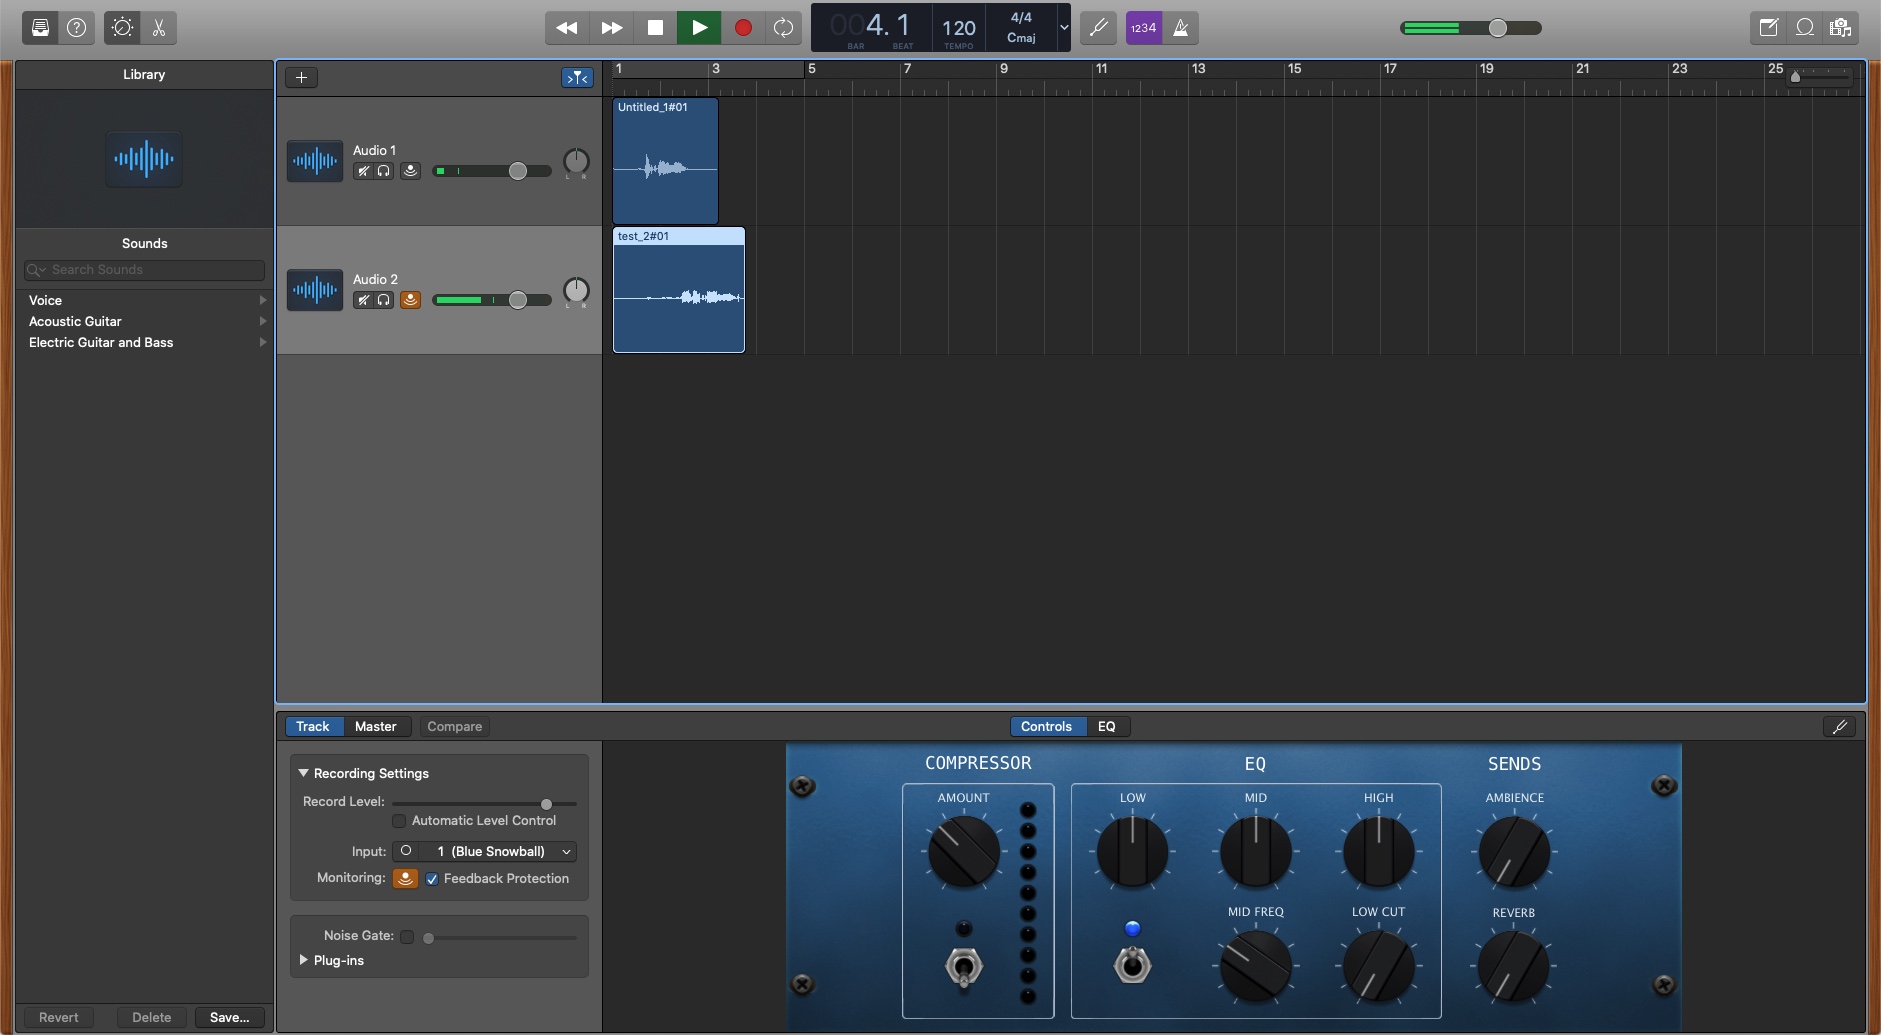 004. 1
BAR
BEAT
120
TEMPO
4/4
Cmaj
1234
Library
Sounds
Search Sounds
Voice
Acoustic Guitar
Electric Guitar and Bass
Revert
Delete
Save...
1 3 5 7 9 11 13 15 17 19 21 23 25
Audio 1
L R
Untitled_1#01
Audio 2
L R
test_2#01
Track
Master
Compare
Controls
EQ
Recording Settings
Record Level:
Automatic Level Control
Input: 1 (Blue Snowball)
Monitoring: Feedback Protection
Noise Gate:
Plug-ins
COMPRESSOR
AMOUNT
EQ
LOW
MID
HIGH
MID FREQ
LOW CUT
SENDS
AMBIENCE
REVERB